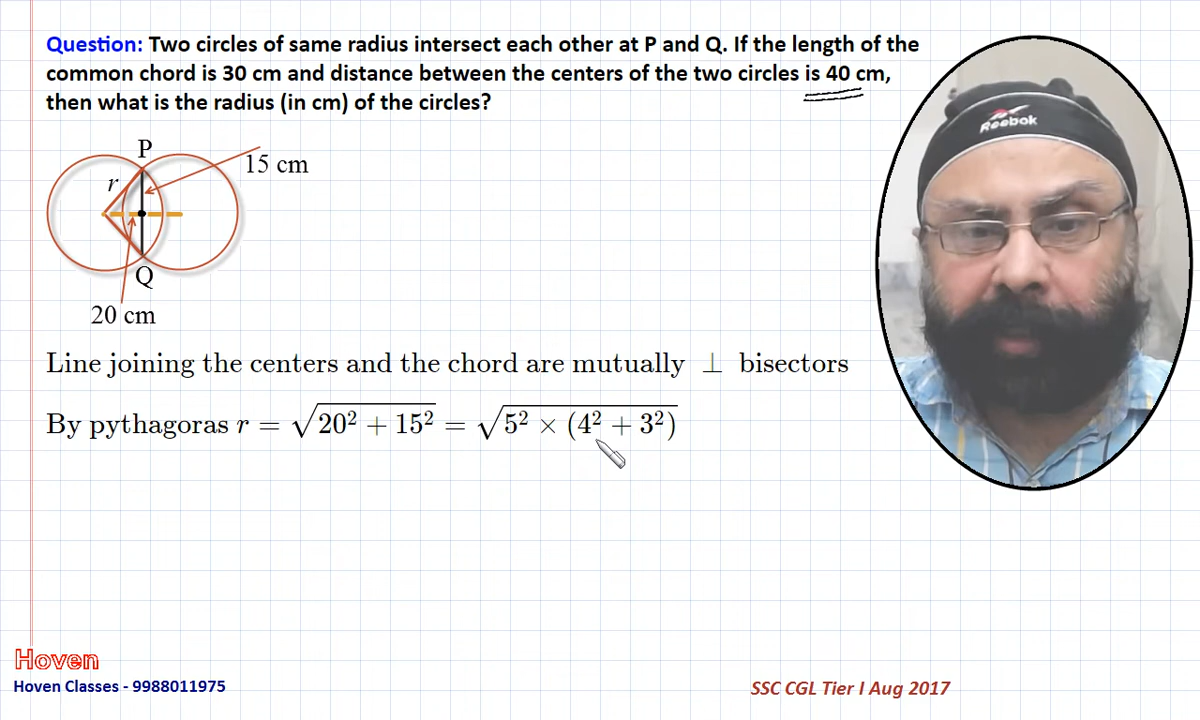 Question: Two circles of same radius intersect each other at P and Q. If the length of the
common chord is 30 cm and distance between the centers of the two circles is 40 cm,
then what is the radius (in cm) of the circles?
P
r
15 cm
Q
20 cm
Line joining the centers and the chord are mutually ⊥ bisectors
By pythagoras r = √(20² + 15²) = √(5² × (4² + 3²))
Reebok
Hoven
Hoven Classes - 9988011975
SSC CGL Tier I Aug 2017